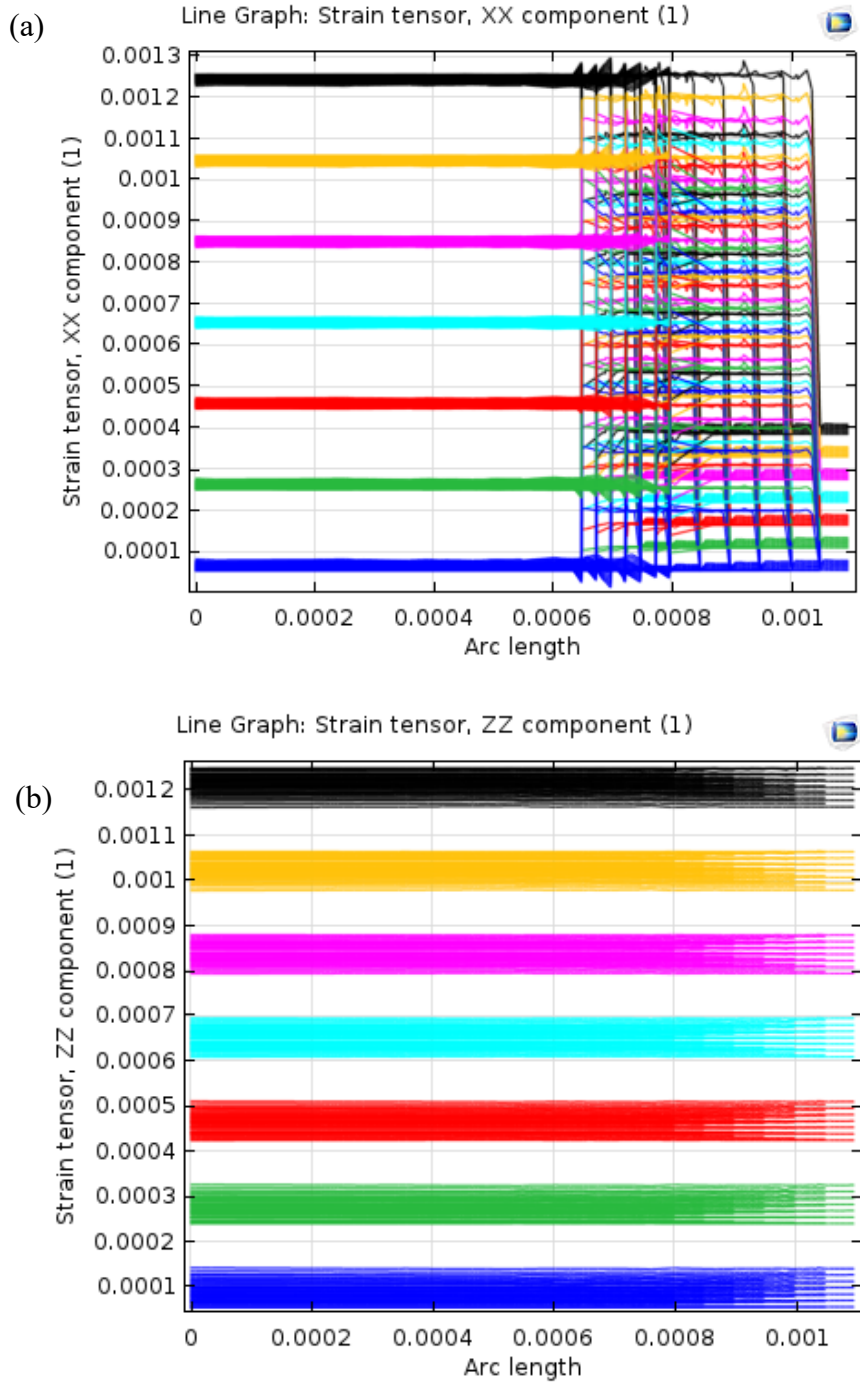 (a)
Line Graph: Strain tensor, XX component (1)
Strain tensor, XX component (1)
0.0013
0.0012
0.0011
0.001
0.0009
0.0008
0.0007
0.0006
0.0005
0.0004
0.0003
0.0002
0.0001
0 0.0002 0.0004 0.0006 0.0008 0.001
Arc length
Line Graph: Strain tensor, ZZ component (1)
(b)
Strain tensor, ZZ component (1)
0.0012
0.0011
0.001
0.0009
0.0008
0.0007
0.0006
0.0005
0.0004
0.0003
0.0002
0.0001
0 0.0002 0.0004 0.0006 0.0008 0.001
Arc length